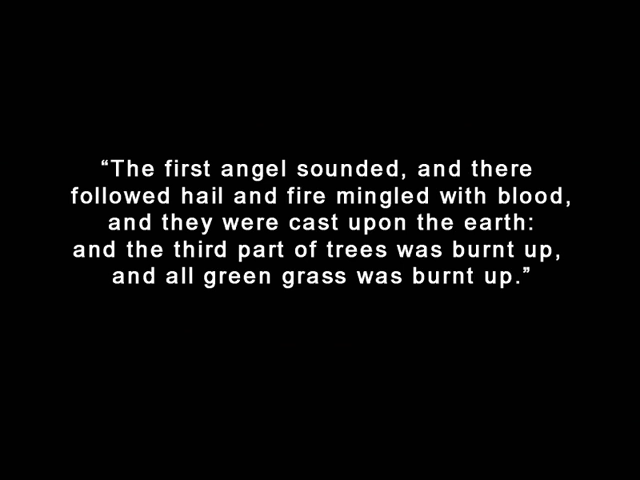 “The first angel sounded, and there
followed hail and fire mingled with blood,
and they were cast upon the earth:
and the third part of trees was burnt up,
and all green grass was burnt up.”